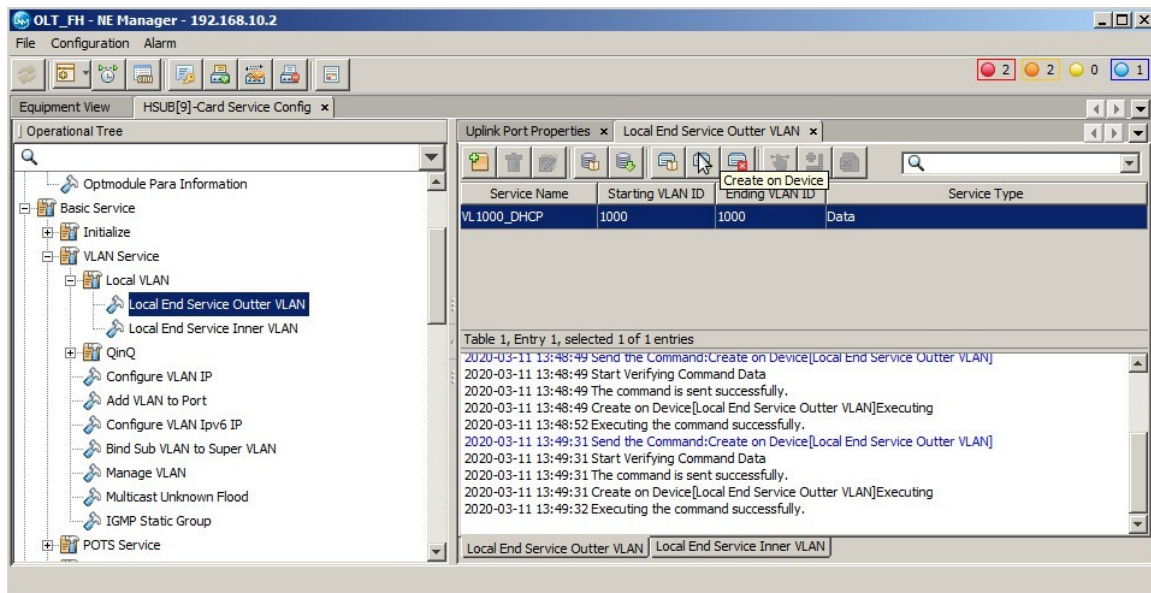 OLT_FH - NE Manager - 192.168.10.2
File Configuration Alarm
2 2 0 1
Equipment View HSUB[9]-Card Service Config ×
Operational Tree
Optmodule Para Information
Basic Service
Initialize
VLAN Service
Local VLAN
Local End Service Outter VLAN
Local End Service Inner VLAN
QinQ
Configure VLAN IP
Add VLAN to Port
Configure VLAN Ipv6 IP
Bind Sub VLAN to Super VLAN
Manage VLAN
Multicast Unknown Flood
IGMP Static Group
POTS Service
Uplink Port Properties × Local End Service Outter VLAN ×
Create on Device
Service Name Starting VLAN ID Ending VLAN ID Service Type
VL1000_DHCP 1000 1000 Data
Table 1, Entry 1, selected 1 of 1 entries
2020-03-11 13:48:49 Send the Command:Create on Device[Local End Service Outter VLAN]
2020-03-11 13:48:49 Start Verifying Command Data
2020-03-11 13:48:49 The command is sent successfully.
2020-03-11 13:48:49 Create on Device[Local End Service Outter VLAN]Executing
2020-03-11 13:48:52 Executing the command successfully.
2020-03-11 13:49:31 Send the Command:Create on Device[Local End Service Outter VLAN]
2020-03-11 13:49:31 Start Verifying Command Data
2020-03-11 13:49:31 The command is sent successfully.
2020-03-11 13:49:31 Create on Device[Local End Service Outter VLAN]Executing
2020-03-11 13:49:32 Executing the command successfully.
Local End Service Outter VLAN Local End Service Inner VLAN